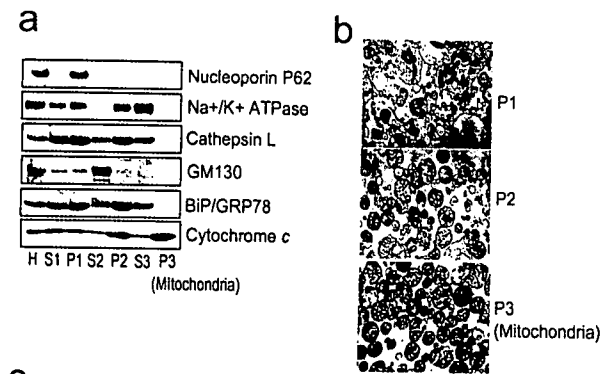 a
Nucleoporin P62
Na+/K+ ATPase
Cathepsin L
GM130
BiP/GRP78
Cytochrome c
H S1 P1 S2 P2 S3 P3
(Mitochondria)
b
P1
P2
P3
(Mitochondria)